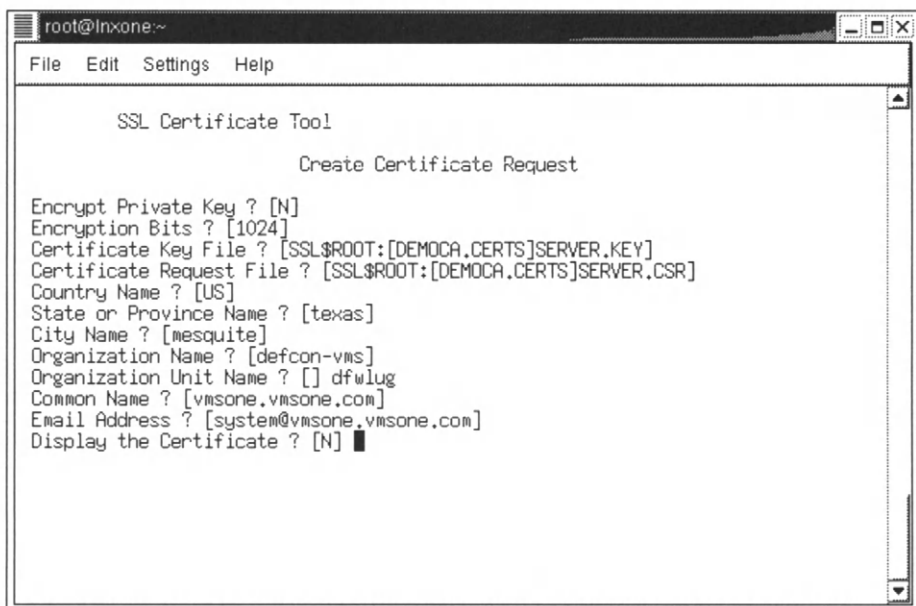 root@lnxone:~
File Edit Settings Help
SSL Certificate Tool
Create Certificate Request
Encrypt Private Key ? [N]
Encryption Bits ? [1024]
Certificate Key File ? [SSL$ROOT:[DEMOCA.CERTS]SERVER.KEY]
Certificate Request File ? [SSL$ROOT:[DEMOCA.CERTS]SERVER.CSR]
Country Name ? [US]
State or Province Name ? [texas]
City Name ? [mesquite]
Organization Name ? [defcon-vms]
Organization Unit Name ? [] dfwlug
Common Name ? [vmsone.vmsone.com]
Email Address ? [system@vmsone.vmsone.com]
Display the Certificate ? [N]